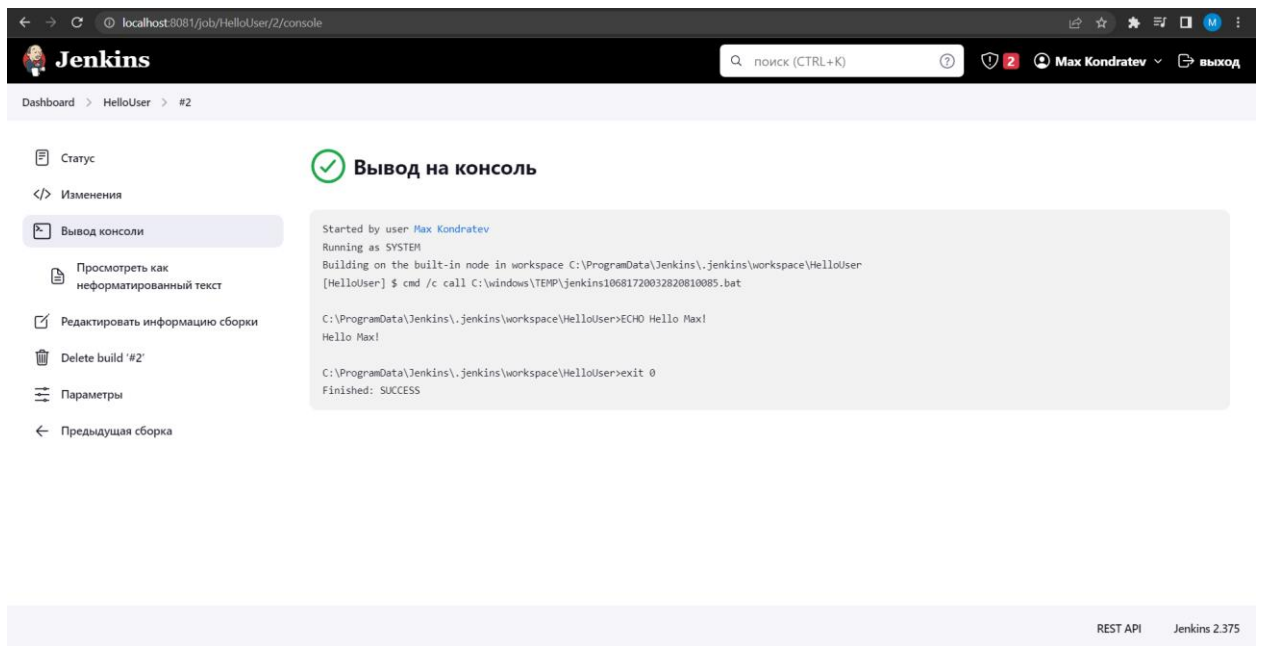 localhost:8081/job/HelloUser/2/console
M
Jenkins
поиск (CTRL+K)
2
Max Kondratev
выход
Dashboard > HelloUser > #2
Статус
Изменения
Вывод консоли
Просмотреть как
неформатированный текст
Редактировать информацию сборки
Delete build '#2'
Параметры
Предыдущая сборка
Вывод на консоль
Started by user Max Kondratev
Running as SYSTEM
Building on the built-in node in workspace C:\ProgramData\Jenkins\.jenkins\workspace\HelloUser
[HelloUser] $ cmd /c call C:\windows\TEMP\jenkins10681720032820810085.bat
C:\ProgramData\Jenkins\.jenkins\workspace\HelloUser>ECHO Hello Max!
Hello Max!
C:\ProgramData\Jenkins\.jenkins\workspace\HelloUser>exit 0
Finished: SUCCESS
REST API
Jenkins 2.375